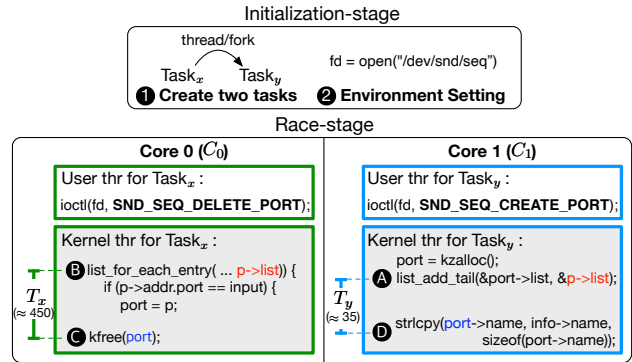 Initialization-stage
thread/fork
Taskx Tasky
fd = open("/dev/snd/seq")
1 Create two tasks
2 Environment Setting
Race-stage
Core 0 (C0)
User thr for Taskx :
ioctl(fd, SND_SEQ_DELETE_PORT);
Kernel thr for Taskx :
B list_for_each_entry( ... p->list)) {
if (p->addr.port == input) {
port = p;
C kfree(port);
Tx
(≈ 450)
Core 1 (C1)
User thr for Tasky :
ioctl(fd, SND_SEQ_CREATE_PORT);
Kernel thr for Tasky :
port = kzalloc();
A list_add_tail(&port->list, &p->list);
D strlcpy(port->name, info->name,
sizeof(port->name));
Ty
(≈ 35)